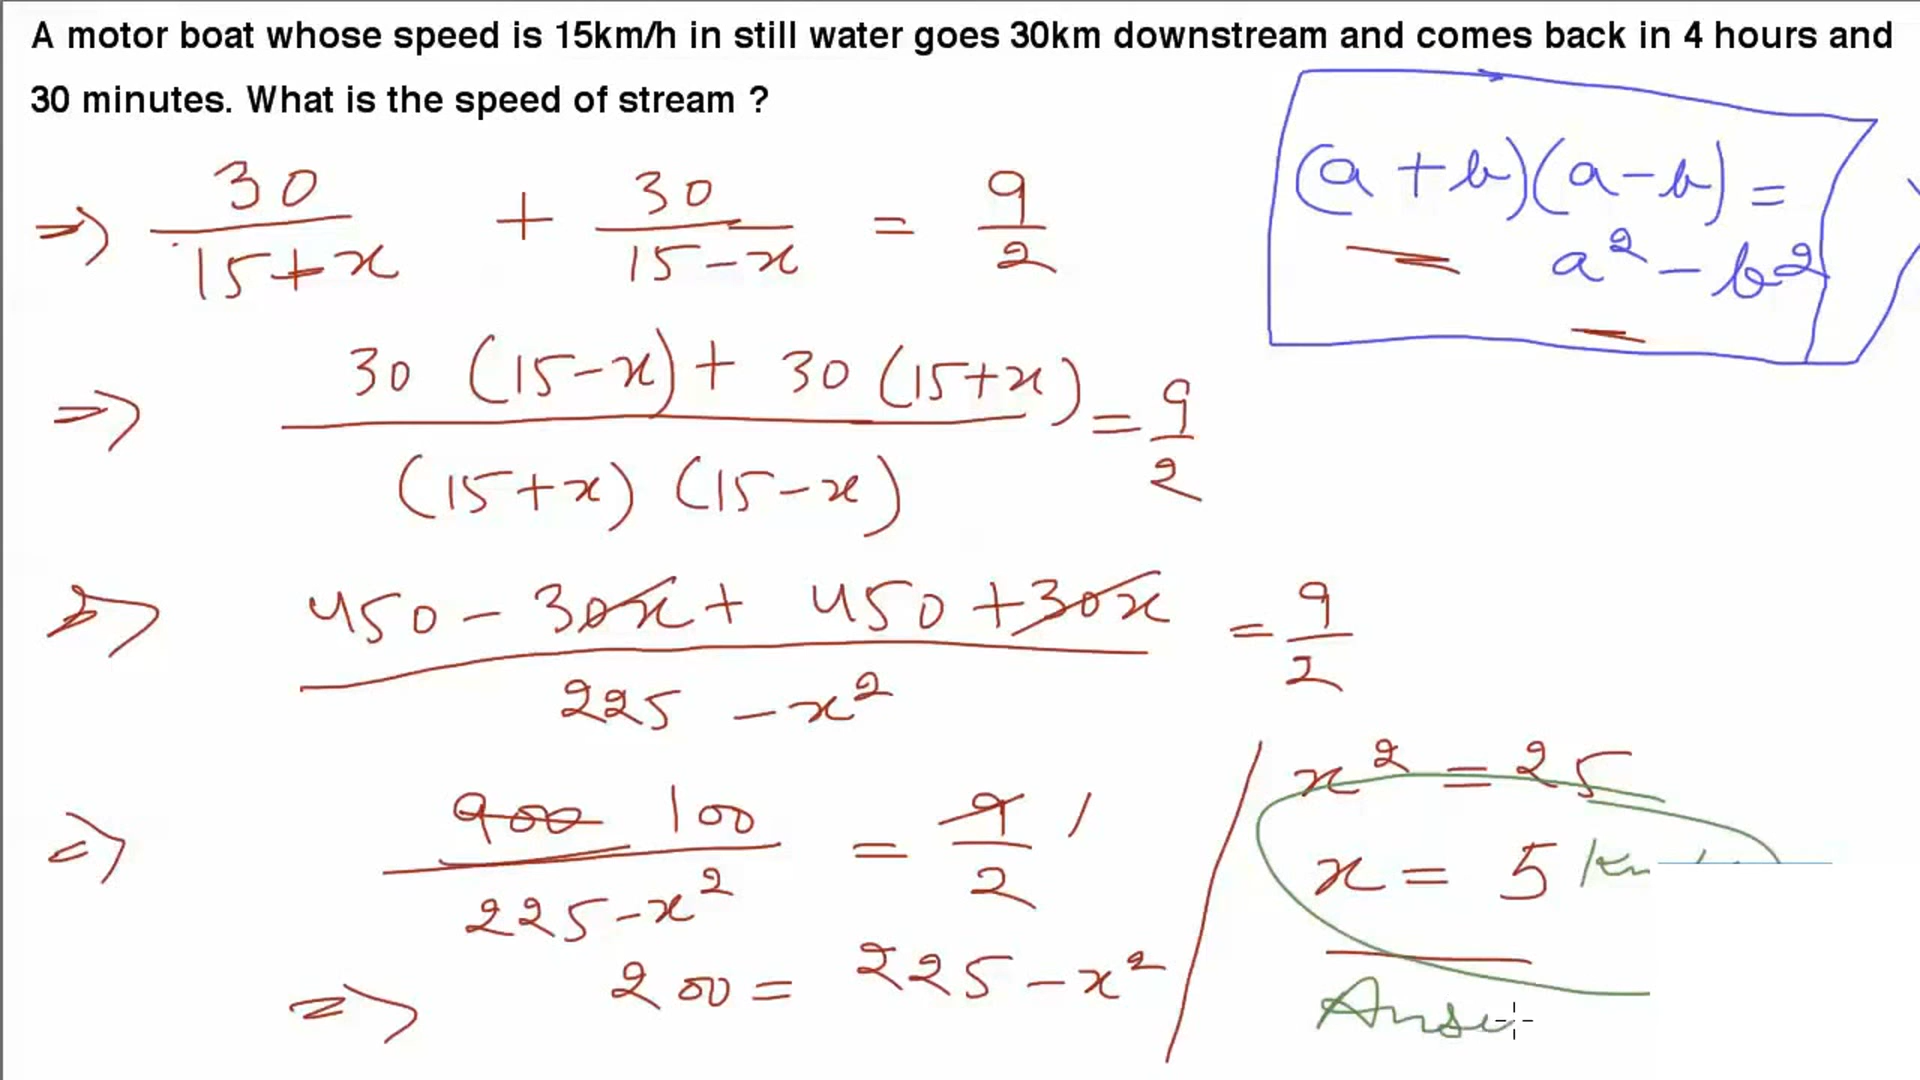 A motor boat whose speed is 15km/h in still water goes 30km downstream and comes back in 4 hours and
30 minutes. What is the speed of stream ?
(a + b)(a - b) =
a² - b²
⇒ 30/(15+x) + 30/(15-x) = 9/2
⇒ (30 (15-x) + 30 (15+x))/((15+x) (15-x)) = 9/2
⇒ (450 - 30x + 450 + 30x)/(225 - x²) = 9/2
⇒ 900 100/(225-x²) = 9/2 1
⇒ 200 = 225 - x²
x² = 25
x = 5